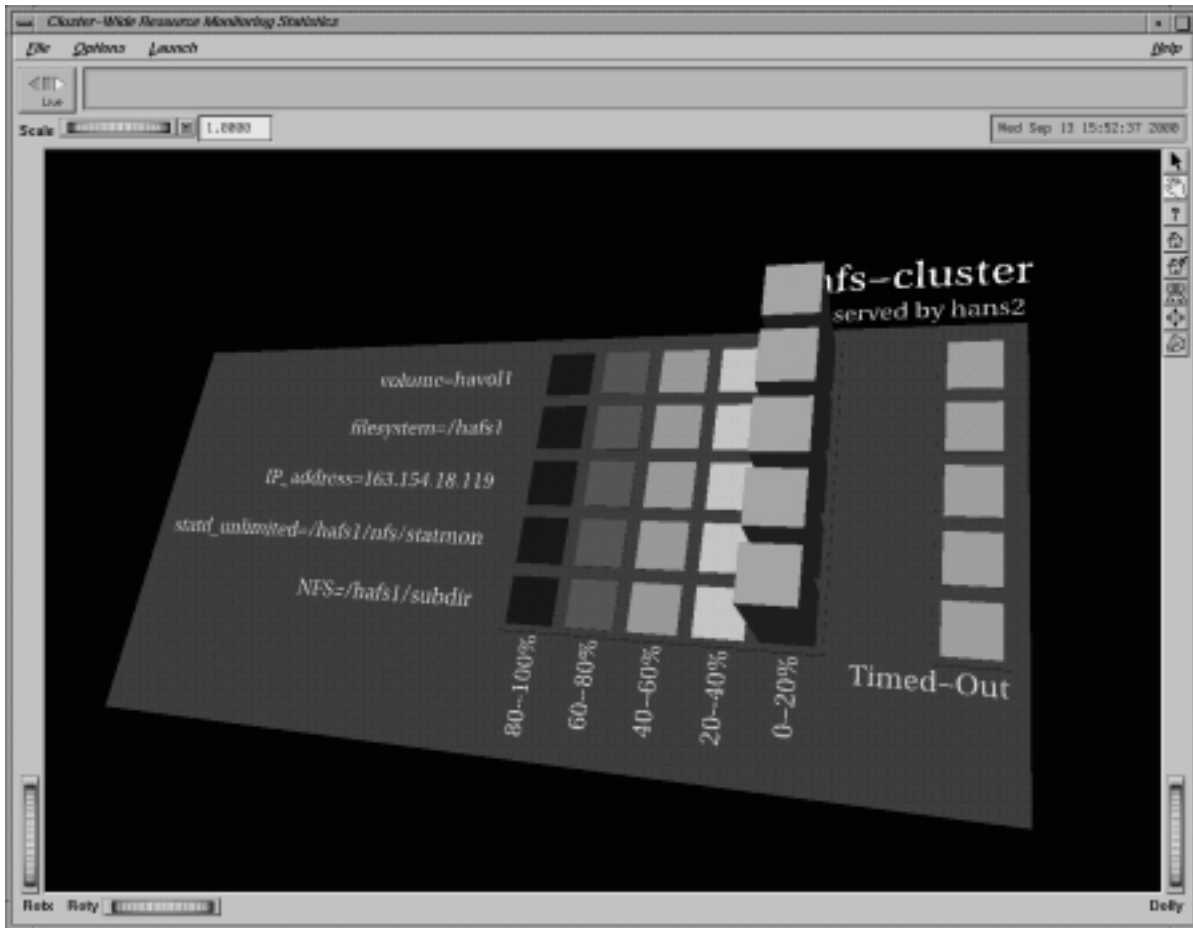 Cluster-Wide Resource Monitoring Statistics
File Options Launch Help
Live
Scale 1.0000
Wed Sep 13 15:52:37 2000
nfs-cluster
served by hans2
volume=havol1
filesystem=/hafs1
IP_address=163.154.18.119
statd_unlimited=/hafs1/nfs/statmon
NFS=/hafs1/subdir
80-100%
60-80%
40-60%
20-40%
0-20%
Timed-Out
Rotx Roty Dolly